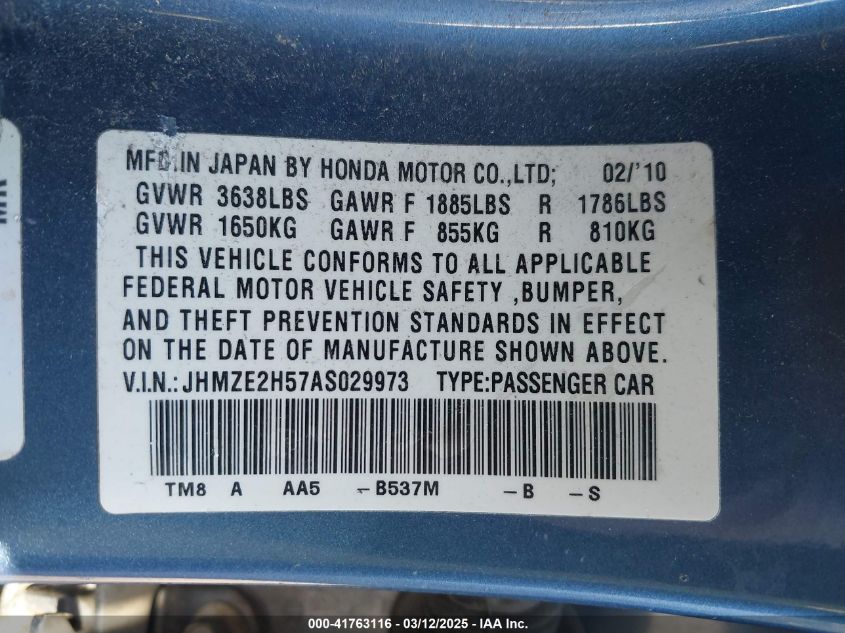 MFD.IN JAPAN BY HONDA MOTOR CO.,LTD; 02/'10
GVWR 3638LBS GAWR F 1885LBS R 1786LBS
GVWR 1650KG GAWR F 855KG R 810KG
THIS VEHICLE CONFORMS TO ALL APPLICABLE
FEDERAL MOTOR VEHICLE SAFETY ,BUMPER,
AND THEFT PREVENTION STANDARDS IN EFFECT
ON THE DATE OF MANUFACTURE SHOWN ABOVE.
V.I.N.:JHMZE2H57AS029973 TYPE:PASSENGER CAR
TM8 A AA5 -B537M -B -S
000-41763116 - 03/12/2025 - IAA Inc.